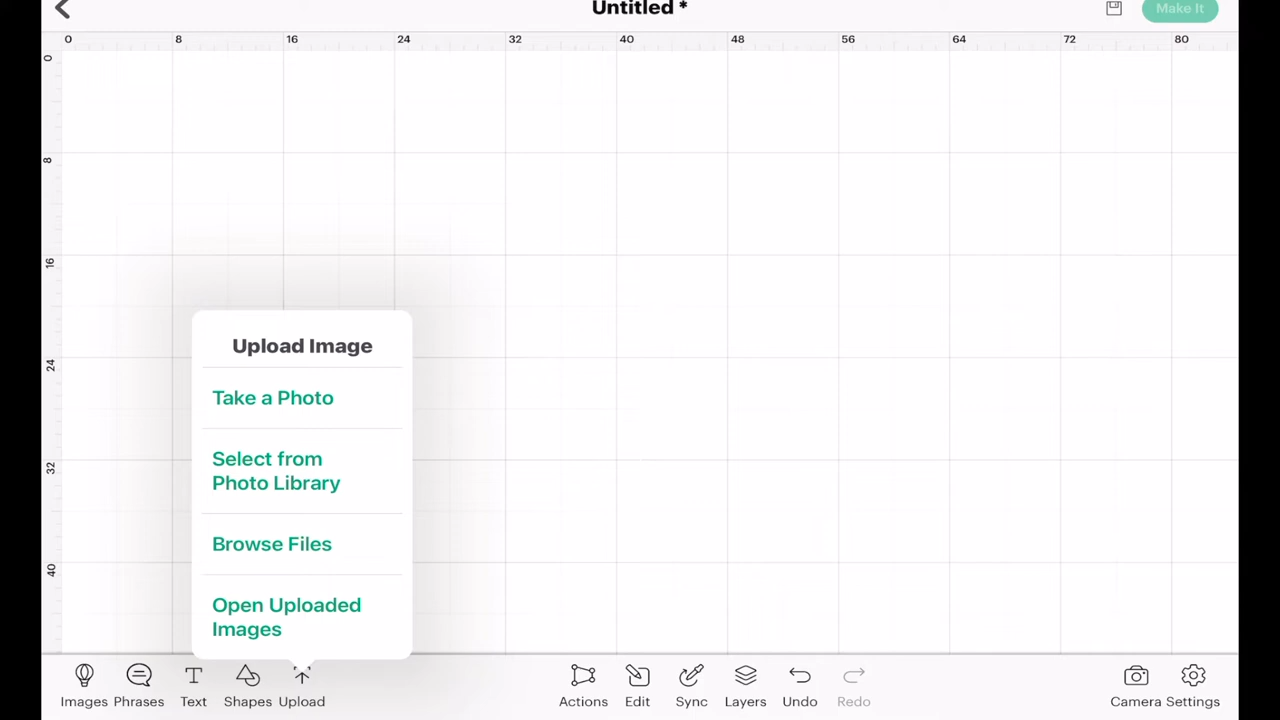 Untitled *
Make It
0 8 16 24 32 40 48 56 64 72 80
0
8
16
24
32
40
Upload Image
Take a Photo
Select from
Photo Library
Browse Files
Open Uploaded
Images
Images Phrases Text Shapes Upload Actions Edit Sync Layers Undo Redo Camera Settings